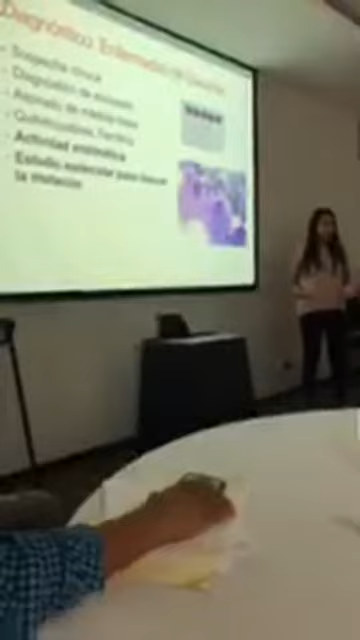 Diagnóstico Enfermedad de Gaucher
- Sospecha clínica
- Diagnóstico de exclusión
- Aspirado de médula ósea
- Quitotriosidasa, Ferritina
- Actividad enzimática
- Estudio molecular para buscar
la mutación